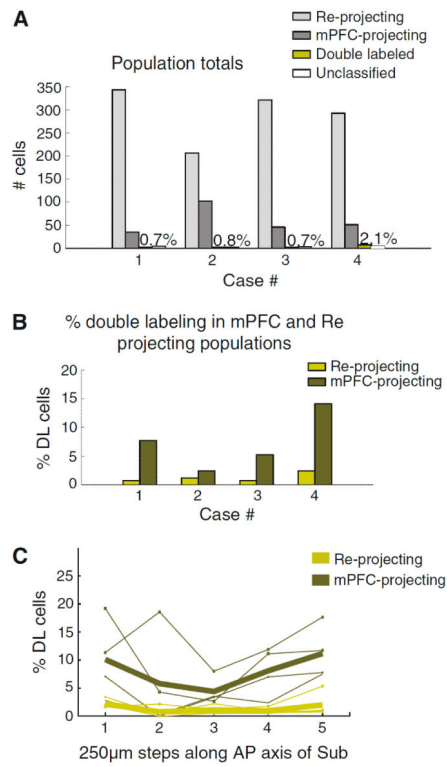 A
Re-projecting
mPFC-projecting
Double labeled
Unclassified
Population totals
# cells
350
300
250
200
150
100
50
0
0.7%
0.8%
0.7%
2.1%
1 2 3 4
Case #
B
% double labeling in mPFC and Re
projecting populations
Re-projecting
mPFC-projecting
% DL cells
20
15
10
5
0
1 2 3 4
Case #
C
Re-projecting
mPFC-projecting
% DL cells
25
20
15
10
5
0
1 2 3 4 5
250µm steps along AP axis of Sub